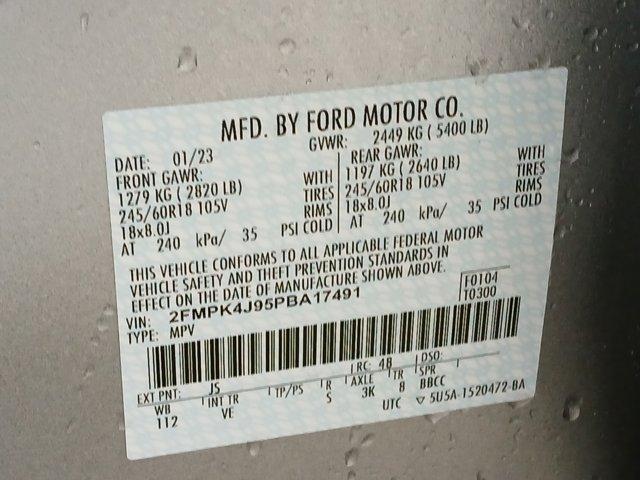 MFD. BY FORD MOTOR CO.
DATE: 01/23 GVWR: 2449 KG ( 5400 LB)
FRONT GAWR: REAR GAWR:
1279 KG ( 2820 LB) WITH 1197 KG ( 2640 LB) WITH
245/60R18 105V TIRES 245/60R18 105V TIRES
18x8.0J RIMS 18x8.0J RIMS
AT 240 kPa/ 35 PSI COLD AT 240 kPa/ 35 PSI COLD
THIS VEHICLE CONFORMS TO ALL APPLICABLE FEDERAL MOTOR
VEHICLE SAFETY AND THEFT PREVENTION STANDARDS IN
EFFECT ON THE DATE OF MANUFACTURE SHOWN ABOVE.
VIN: 2FMPK4J95PBA17491 F0104
TYPE: MPV T0300
EXT PNT: JS RC: 48 DSO:
WB INT TR TP/PS R AXLE TR SPR
112 VE S 3K 8 BBCC
UTC ▽ 5U5A-1520472-BA